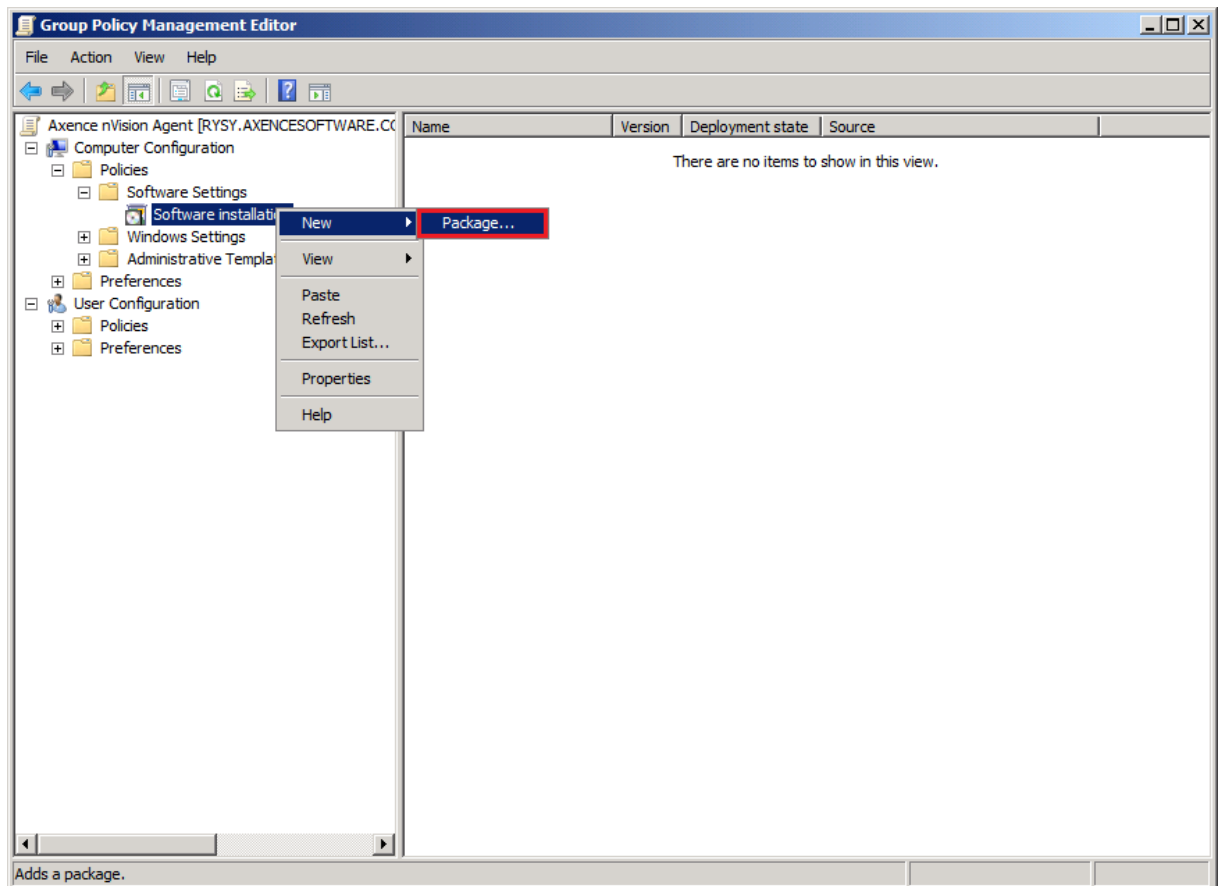 Group Policy Management Editor
File Action View Help
Axence nVision Agent [RYSY.AXENCESOFTWARE.CO
Name Version Deployment state Source
Computer Configuration
There are no items to show in this view.
Policies
Software Settings
Software installati
New Package...
Windows Settings
Administrative Templa
View
Preferences
Paste
User Configuration
Refresh
Policies
Export List...
Preferences
Properties
Help
Adds a package.